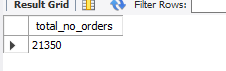 Result Grid Filter Rows:
total_no_orders
21350